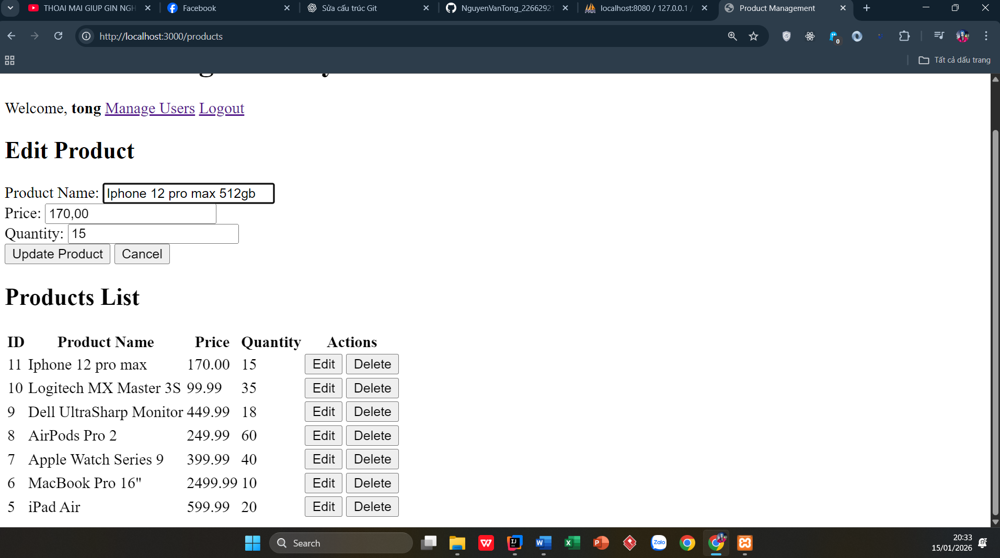 THOAI MAI GIUP GIN NGH
Facebook
Sửa cấu trúc Git
NguyenVanTong_2266292
localhost:8080 / 127.0.0.1 /
Product Management
http://localhost:3000/products
0
Tất cả dấu trang
Welcome, tong Manage Users Logout
Edit Product
Product Name: Iphone 12 pro max 512gb
Price: 170,00
Quantity: 15
Update Product Cancel
Products List
ID Product Name Price Quantity Actions
11 Iphone 12 pro max 170.00 15 Edit Delete
10 Logitech MX Master 3S 99.99 35 Edit Delete
9 Dell UltraSharp Monitor 449.99 18 Edit Delete
8 AirPods Pro 2 249.99 60 Edit Delete
7 Apple Watch Series 9 399.99 40 Edit Delete
6 MacBook Pro 16" 2499.99 10 Edit Delete
5 iPad Air 599.99 20 Edit Delete
Search
Zalo
20:33
15/01/2026